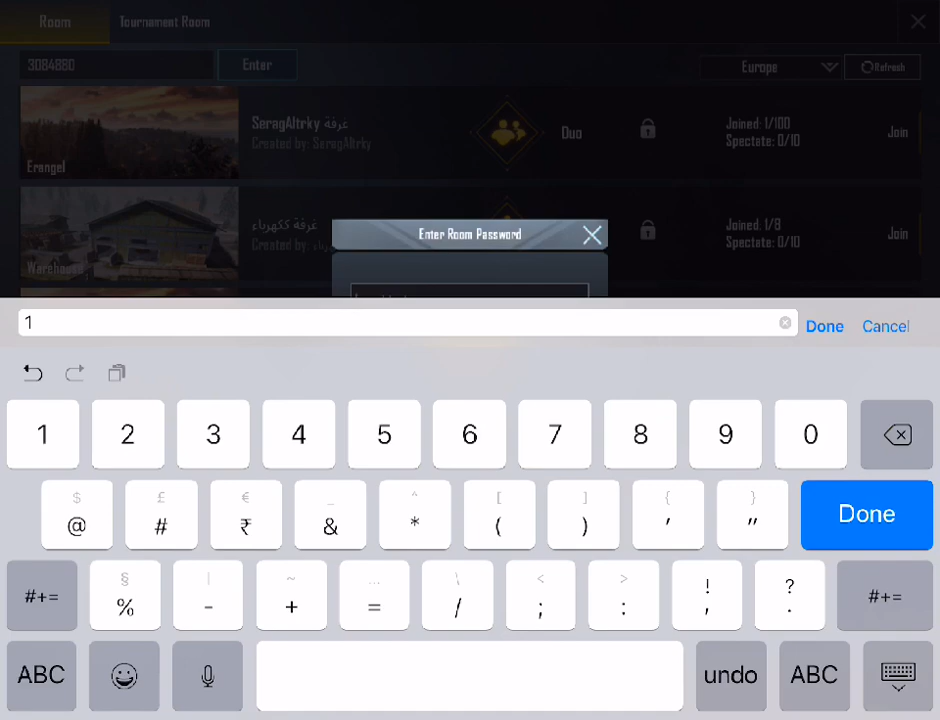 Room
Tournament Room
3084880
Enter
Europe
Refresh
SeragAltrky غرفة
Created by: SeragAltrky
Erangel
Duo
Joined: 1/100
Spectate: 0/10
Join
غرفة ككهرباء
Created by:
Warehouse
Joined: 1/8
Spectate: 0/10
Join
Enter Room Password
1
Done
Cancel
1 2 3 4 5 6 7 8 9 0
$ £ € _ ^ [ ] { }
@ # ₹ & * ( ) ' "
Done
§ | ~ … \ < > ! ?
#+= % - + = / ; : , . #+=
ABC
undo
ABC